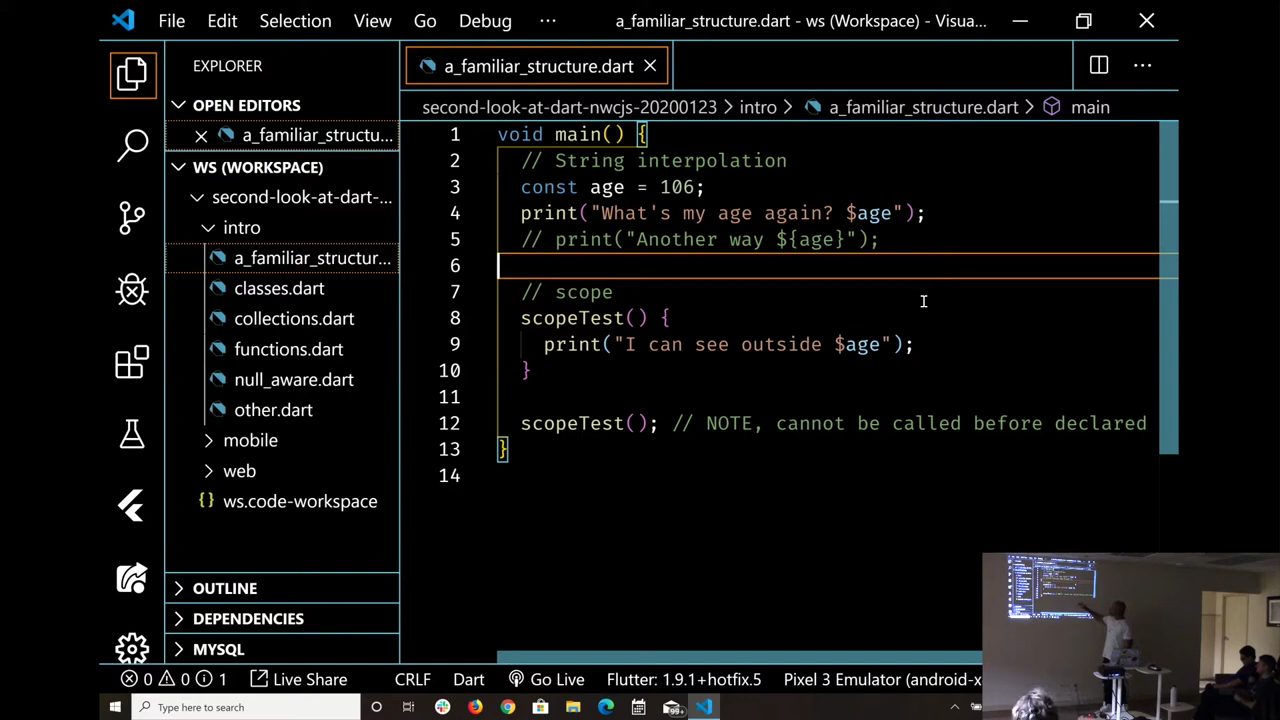 File Edit Selection View Go Debug ··· a_familiar_structure.dart - ws (Workspace) - Visua...
EXPLORER
OPEN EDITORS
a_familiar_structu...
WS (WORKSPACE)
second-look-at-dart-...
intro
a_familiar_structur...
classes.dart
collections.dart
functions.dart
null_aware.dart
other.dart
mobile
web
{} ws.code-workspace
OUTLINE
DEPENDENCIES
MYSQL
a_familiar_structure.dart
second-look-at-dart-nwcjs-20200123 > intro > a_familiar_structure.dart > main
1 void main() {
2 // String interpolation
3 const age = 106;
4 print("What's my age again? $age");
5 // print("Another way ${age}");
6
7 // scope
8 scopeTest() {
9 print("I can see outside $age");
10 }
11
12 scopeTest(); // NOTE, cannot be called before declared
13 }
14
0 0 1 Live Share CRLF Dart Go Live Flutter: 1.9.1+hotfix.5 Pixel 3 Emulator (android-x
Type here to search
99+